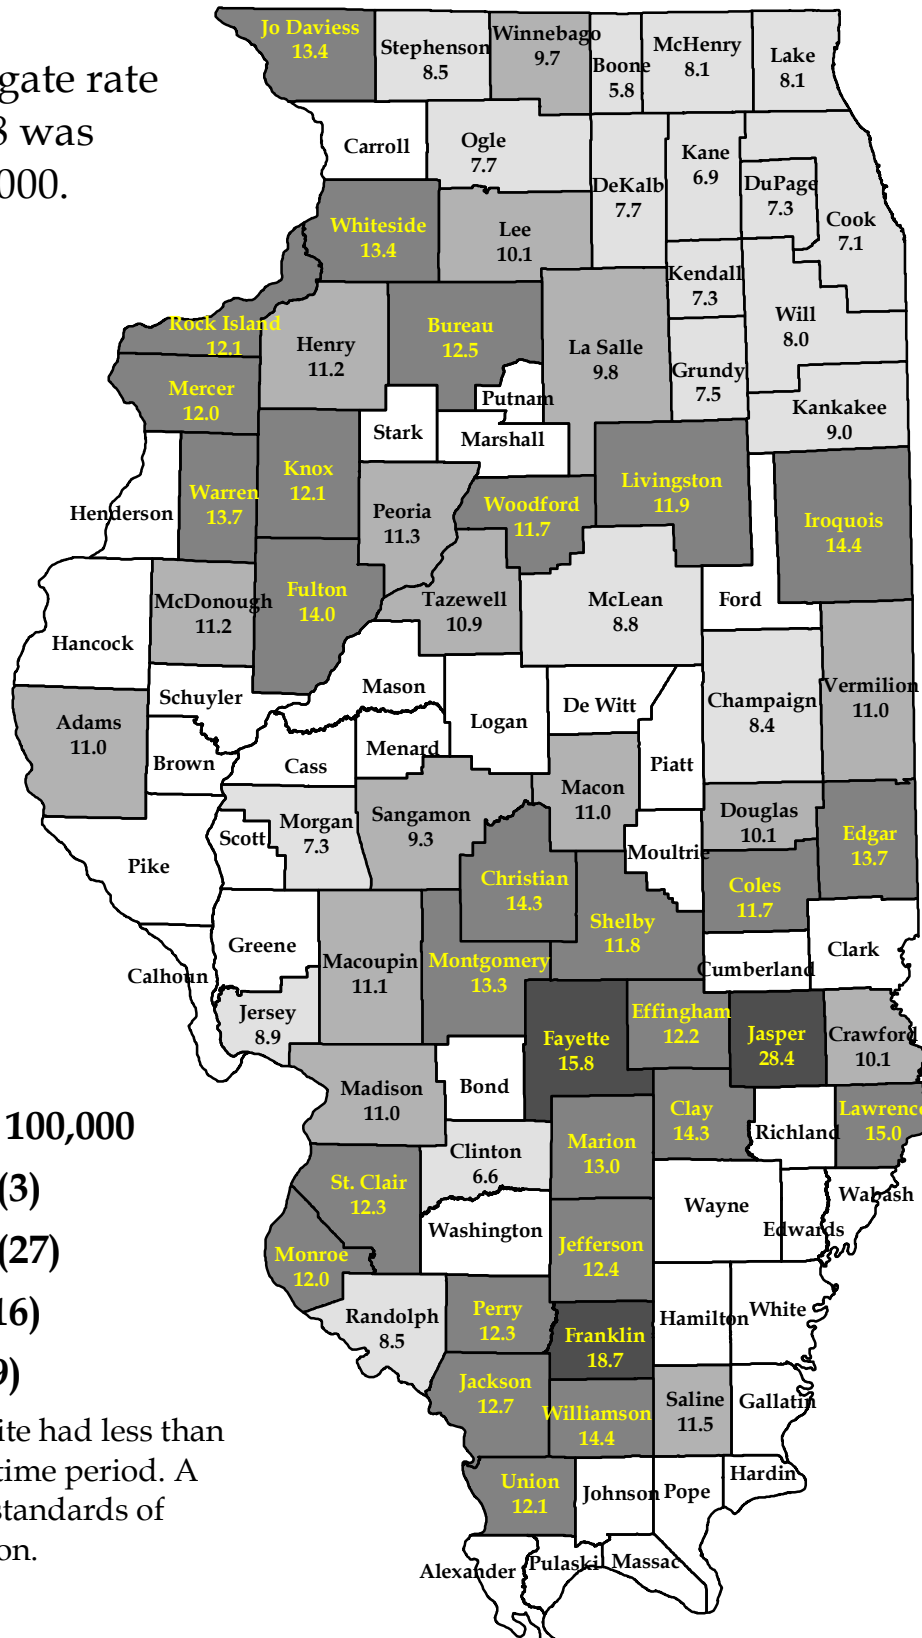 Jo Daviess
13.4
Stephenson
8.5
Winnebago
9.7
Boone
5.8
McHenry
8.1
Lake
8.1
gate rate
8 was
000.
Carroll
Ogle
7.7
DeKalb
7.7
Kane
6.9
DuPage
7.3
Cook
7.1
Whiteside
13.4
Lee
10.1
Kendall
7.3
Will
8.0
Rock Island
12.1
Henry
11.2
Bureau
12.5
La Salle
9.8
Grundy
7.5
Mercer
12.0
Putnam
Kankakee
9.0
Stark
Marshall
Henderson
Warren
13.7
Knox
12.1
Peoria
11.3
Woodford
11.7
Livingston
11.9
Iroquois
14.4
Hancock
McDonough
11.2
Fulton
14.0
Tazewell
10.9
McLean
8.8
Ford
Adams
11.0
Schuyler
Mason
Logan
De Witt
Champaign
8.4
Vermilion
11.0
Brown
Cass
Menard
Piatt
Macon
11.0
Pike
Scott
Morgan
7.3
Sangamon
9.3
Moultrie
Douglas
10.1
Edgar
13.7
Christian
14.3
Coles
11.7
Shelby
11.8
Calhoun
Greene
Macoupin
11.1
Montgomery
13.3
Cumberland
Clark
Jersey
8.9
Fayette
15.8
Effingham
12.2
Jasper
28.4
Crawford
10.1
Madison
11.0
Bond
Clay
14.3
Richland
Lawrence
15.0
100,000
(3)
(27)
16)
9)
St. Clair
12.3
Clinton
6.6
Marion
13.0
Wayne
Edwards
Wabash
Washington
Monroe
12.0
Jefferson
12.4
Randolph
8.5
Perry
12.3
Franklin
18.7
Hamilton
White
Jackson
12.7
Williamson
14.4
Saline
11.5
Gallatin
ite had less than
time period. A
standards of
on.
Union
12.1
Johnson
Pope
Hardin
Alexander
Pulaski
Massac